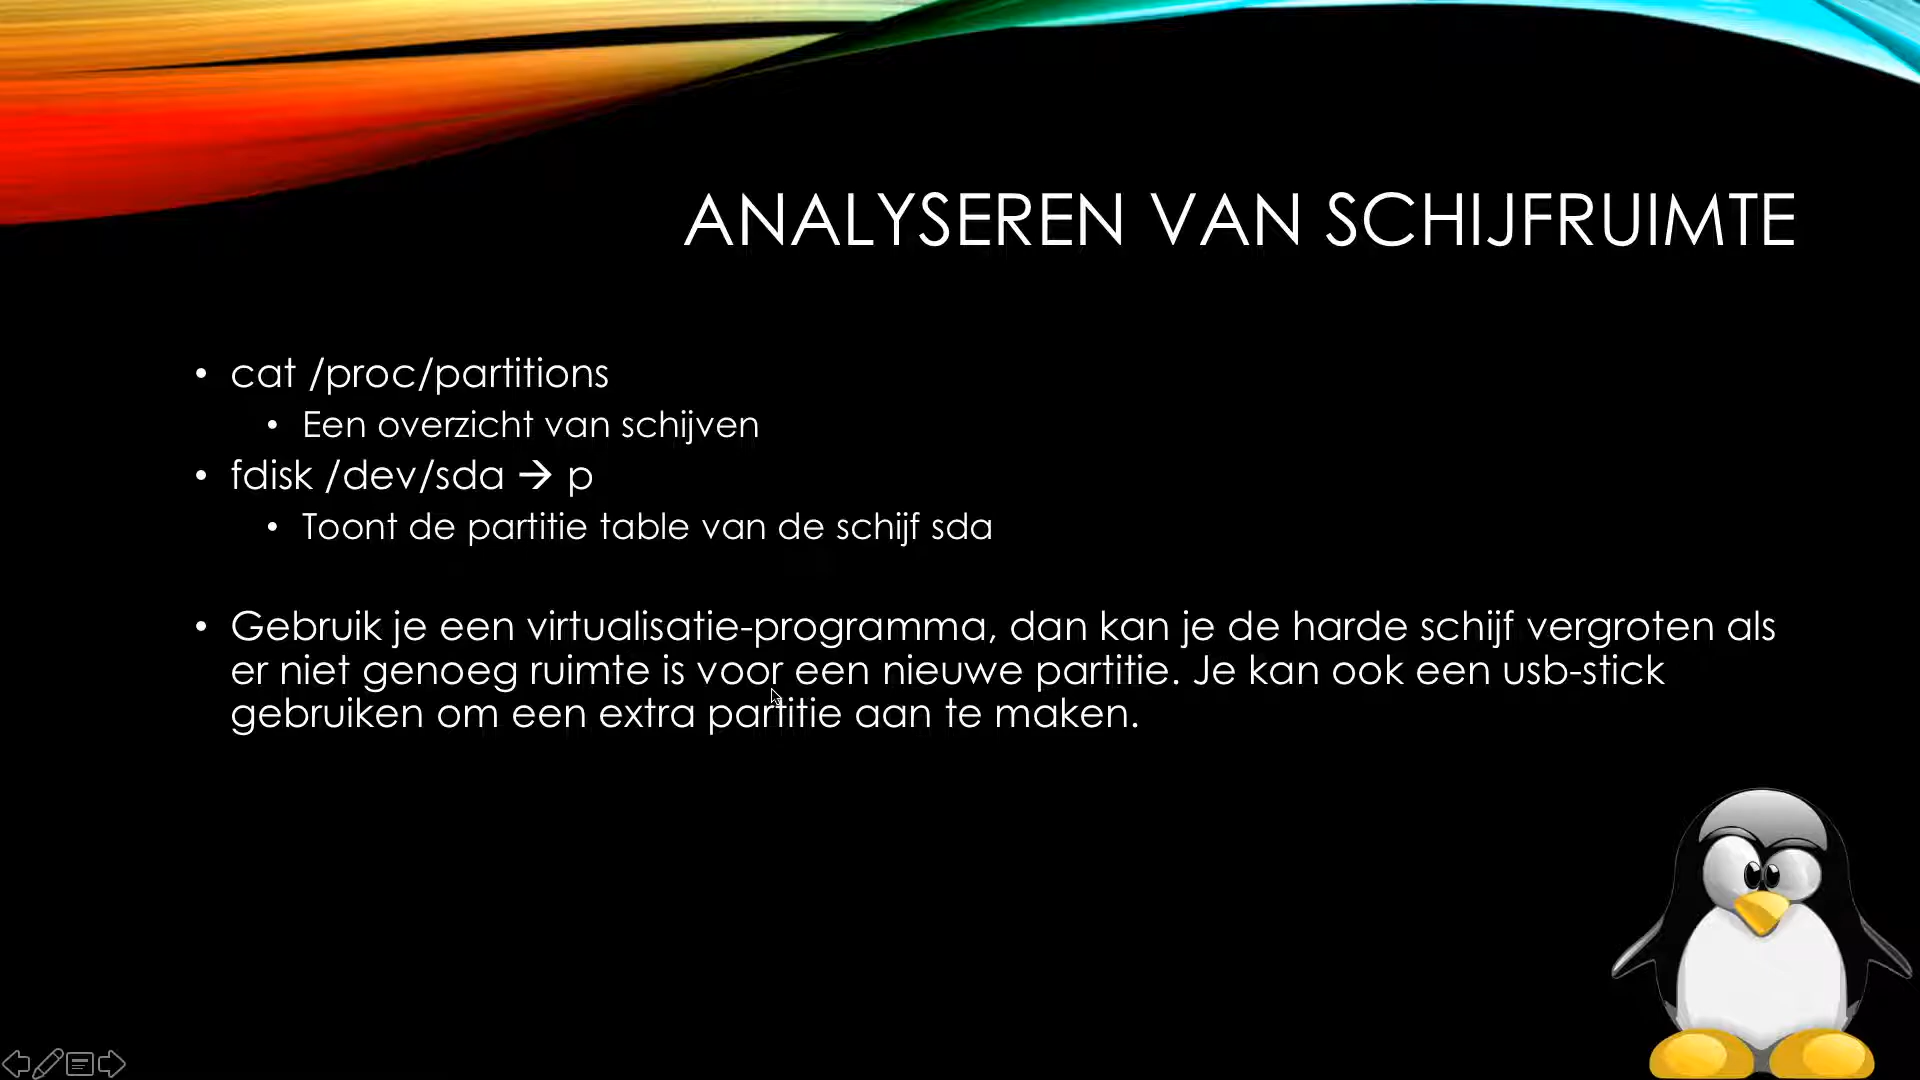 ANALYSEREN VAN SCHIJFRUIMTE
• cat /proc/partitions
• Een overzicht van schijven
• fdisk /dev/sda → p
• Toont de partitie table van de schijf sda
• Gebruik je een virtualisatie-programma, dan kan je de harde schijf vergroten als
er niet genoeg ruimte is voor een nieuwe partitie. Je kan ook een usb-stick
gebruiken om een extra partitie aan te maken.